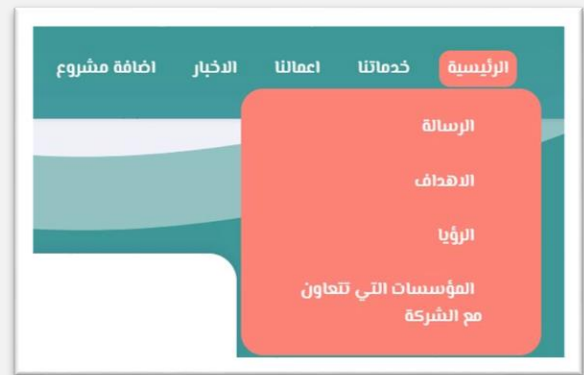 الرئيسية خدماتنا اعمالنا الاخبار اضافة مشروع
الرسالة
الاهداف
الرؤيا
المؤسسات التي تتعاون
مع الشركة